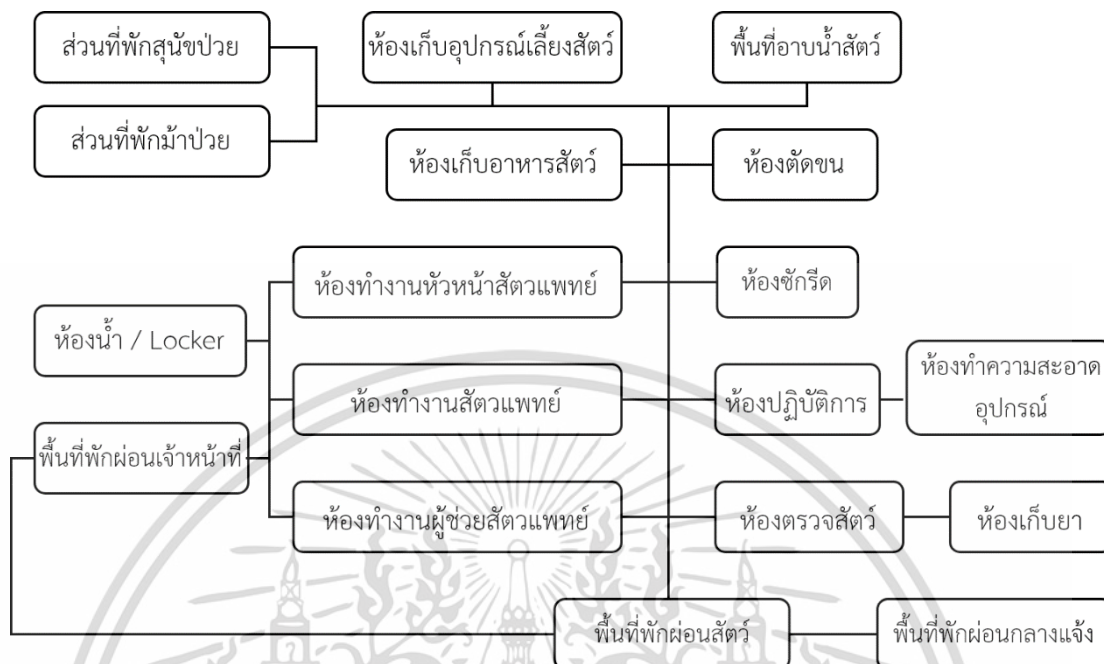 ส่วนที่พักสุนัขป่วย
ห้องเก็บอุปกรณ์เลี้ยงสัตว์
พื้นที่อาบน้ำสัตว์
ส่วนที่พักม้าป่วย
ห้องเก็บอาหารสัตว์
ห้องตัดขน
ห้องทำงานหัวหน้าสัตวแพทย์
ห้องซักรีด
ห้องน้ำ / Locker
ห้องทำงานสัตวแพทย์
ห้องปฏิบัติการ
ห้องทำความสะอาด
อุปกรณ์
พื้นที่พักผ่อนเจ้าหน้าที่
ห้องทำงานผู้ช่วยสัตวแพทย์
ห้องตรวจสัตว์
ห้องเก็บยา
พื้นที่พักผ่อนสัตว์
พื้นที่พักผ่อนกลางแจ้ง